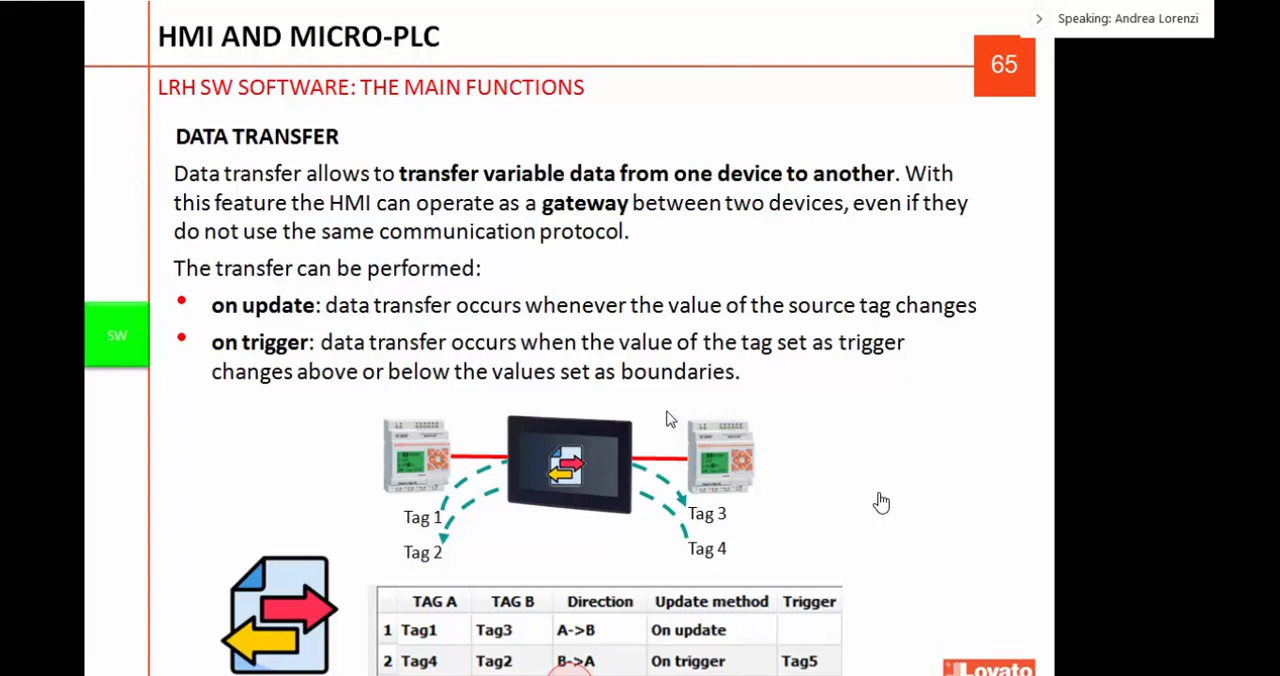 Speaking: Andrea Lorenzi
HMI AND MICRO-PLC
65
LRH SW SOFTWARE: THE MAIN FUNCTIONS
DATA TRANSFER
Data transfer allows to transfer variable data from one device to another. With
this feature the HMI can operate as a gateway between two devices, even if they
do not use the same communication protocol.
The transfer can be performed:
• on update: data transfer occurs whenever the value of the source tag changes
SW
• on trigger: data transfer occurs when the value of the tag set as trigger
changes above or below the values set as boundaries.
Tag 1
Tag 3
Tag 2
Tag 4
TAG A TAG B Direction Update method Trigger
1 Tag1 Tag3 A->B On update
2 Tag4 Tag2 B->A On trigger Tag5
Lovato